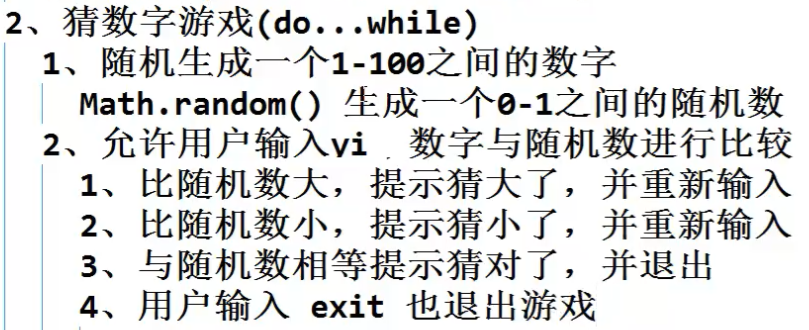 2、猜数字游戏(do...while)
1、随机生成一个1-100之间的数字
Math.random() 生成一个0-1之间的随机数
2、允许用户输入vi . 数字与随机数进行比较
1、比随机数大，提示猜大了，并重新输入
2、比随机数小，提示猜小了，并重新输入
3、与随机数相等提示猜对了，并退出
4、用户输入 exit 也退出游戏